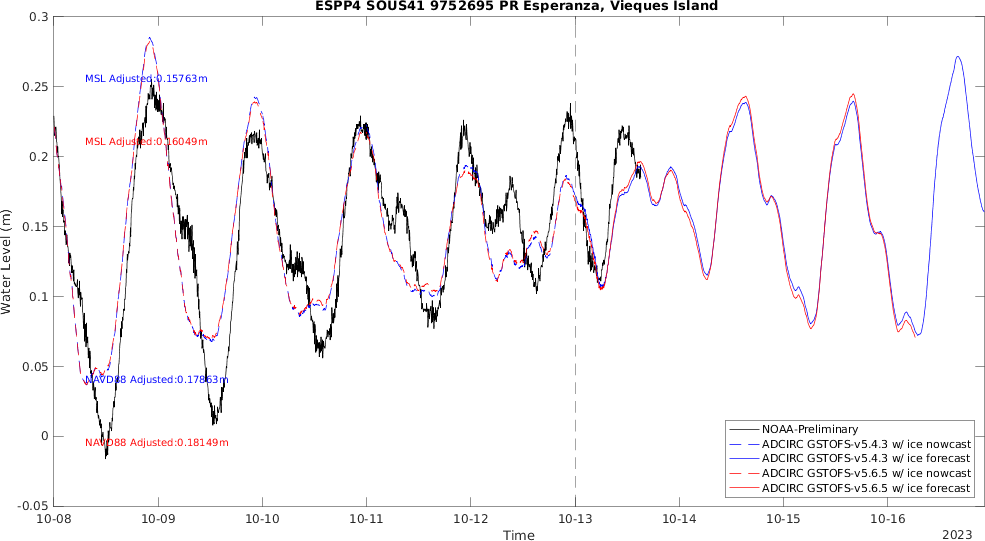 ESPP4 SOUS41 9752695 PR Esperanza, Vieques Island
0.3
0.25
0.2
0.15
0.1
0.05
0
-0.05
Water Level (m)
MSL Adjusted:0.15763m
MSL Adjusted:0.16049m
NAVD88 Adjusted:0.17863m
NAVD88 Adjusted:0.18149m
NOAA-Preliminary
ADCIRC GSTOFS-v5.4.3 w/ ice nowcast
ADCIRC GSTOFS-v5.4.3 w/ ice forecast
ADCIRC GSTOFS-v5.6.5 w/ ice nowcast
ADCIRC GSTOFS-v5.6.5 w/ ice forecast
10-08 10-09 10-10 10-11 10-12 10-13 10-14 10-15 10-16
Time
2023